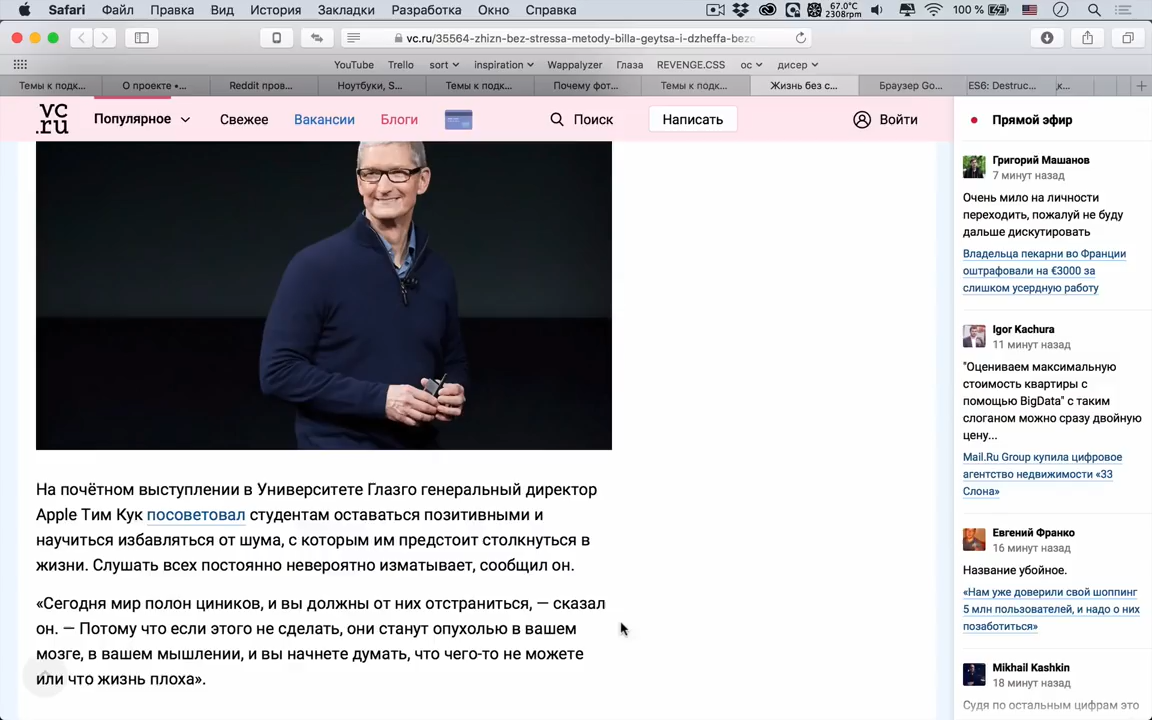 Safari Файл Правка Вид История Закладки Разработка Окно Справка 67.0°C 2308rpm 100 %
vc.ru/35564-zhizn-bez-stressa-metody-billa-geytsa-i-dzheffa-bezo
YouTube Trello sort inspiration Wappalyzer Глаза REVENGE.CSS ос дисер
Темы к подк... О проекте •... Reddit пров... Ноутбуки, S... Темы к подк... Почему фот... Темы к подк... Жизнь без с... Браузер Go... ES6: Destruc... к...
vc.ru Популярное Свежее Вакансии Блоги Поиск Написать Войти
На почётном выступлении в Университете Глазго генеральный директор
Apple Тим Кук посоветовал студентам оставаться позитивными и
научиться избавляться от шума, с которым им предстоит столкнуться в
жизни. Слушать всех постоянно невероятно изматывает, сообщил он.
«Сегодня мир полон циников, и вы должны от них отстраниться, — сказал
он. — Потому что если этого не сделать, они станут опухолью в вашем
мозге, в вашем мышлении, и вы начнете думать, что чего-то не можете
или что жизнь плоха».
Прямой эфир
Григорий Машанов
7 минут назад
Очень мило на личности
переходить, пожалуй не буду
дальше дискутировать
Владельца пекарни во Франции
оштрафовали на €3000 за
слишком усердную работу
Igor Kachura
11 минут назад
"Оцениваем максимальную
стоимость квартиры с
помощью BigData" с таким
слоганом можно сразу двойную
цену...
Mail.Ru Group купила цифровое
агентство недвижимости «33
Слона»
Евгений Франко
16 минут назад
Название убойное.
«Нам уже доверили свой шоппинг
5 млн пользователей, и надо о них
позаботиться»
Mikhail Kashkin
18 минут назад
Судя по остальным цифрам это